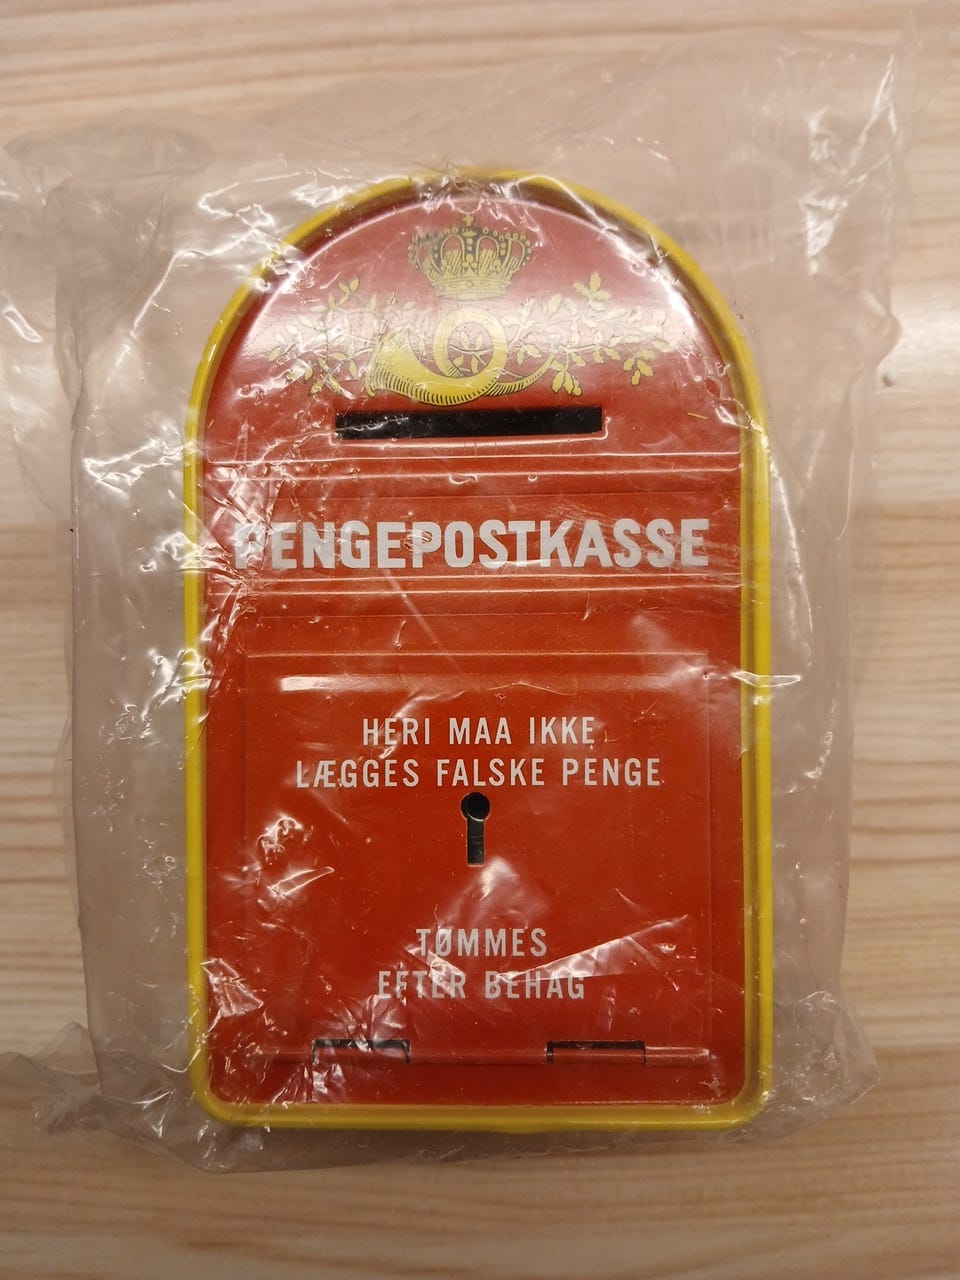 PENGEPOSTKASSE
HERI MAA IKKE
LÆGGES FALSKE PENGE
TØMMES
EFTER BEHAG